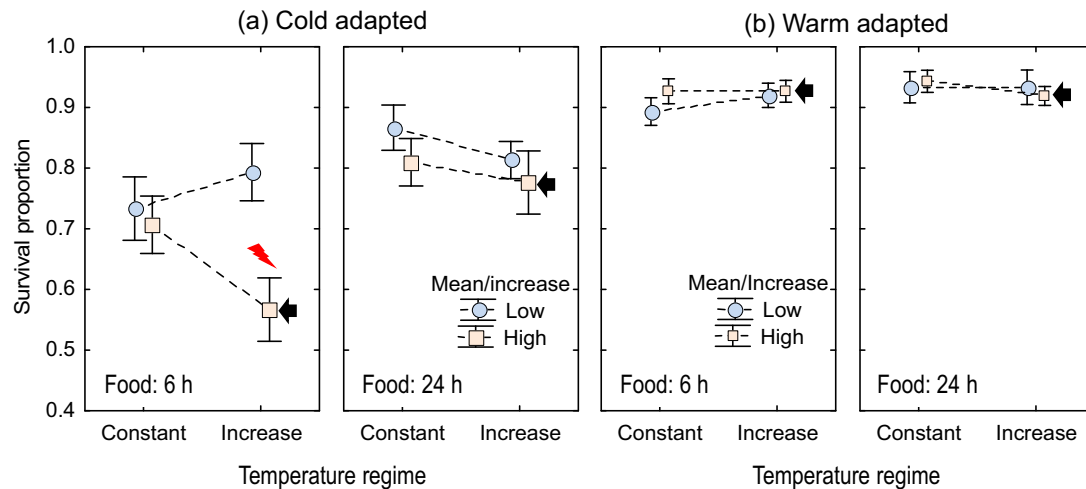 (a) Cold adapted
(b) Warm adapted
Survival proportion
1.0
0.9
0.8
0.7
0.6
0.5
0.4
Mean/increase
Low
High
Mean/Increase
Low
High
Food: 6 h
Food: 24 h
Food: 6 h
Food: 24 h
Constant Increase
Constant Increase
Constant Increase
Constant Increase
Temperature regime
Temperature regime